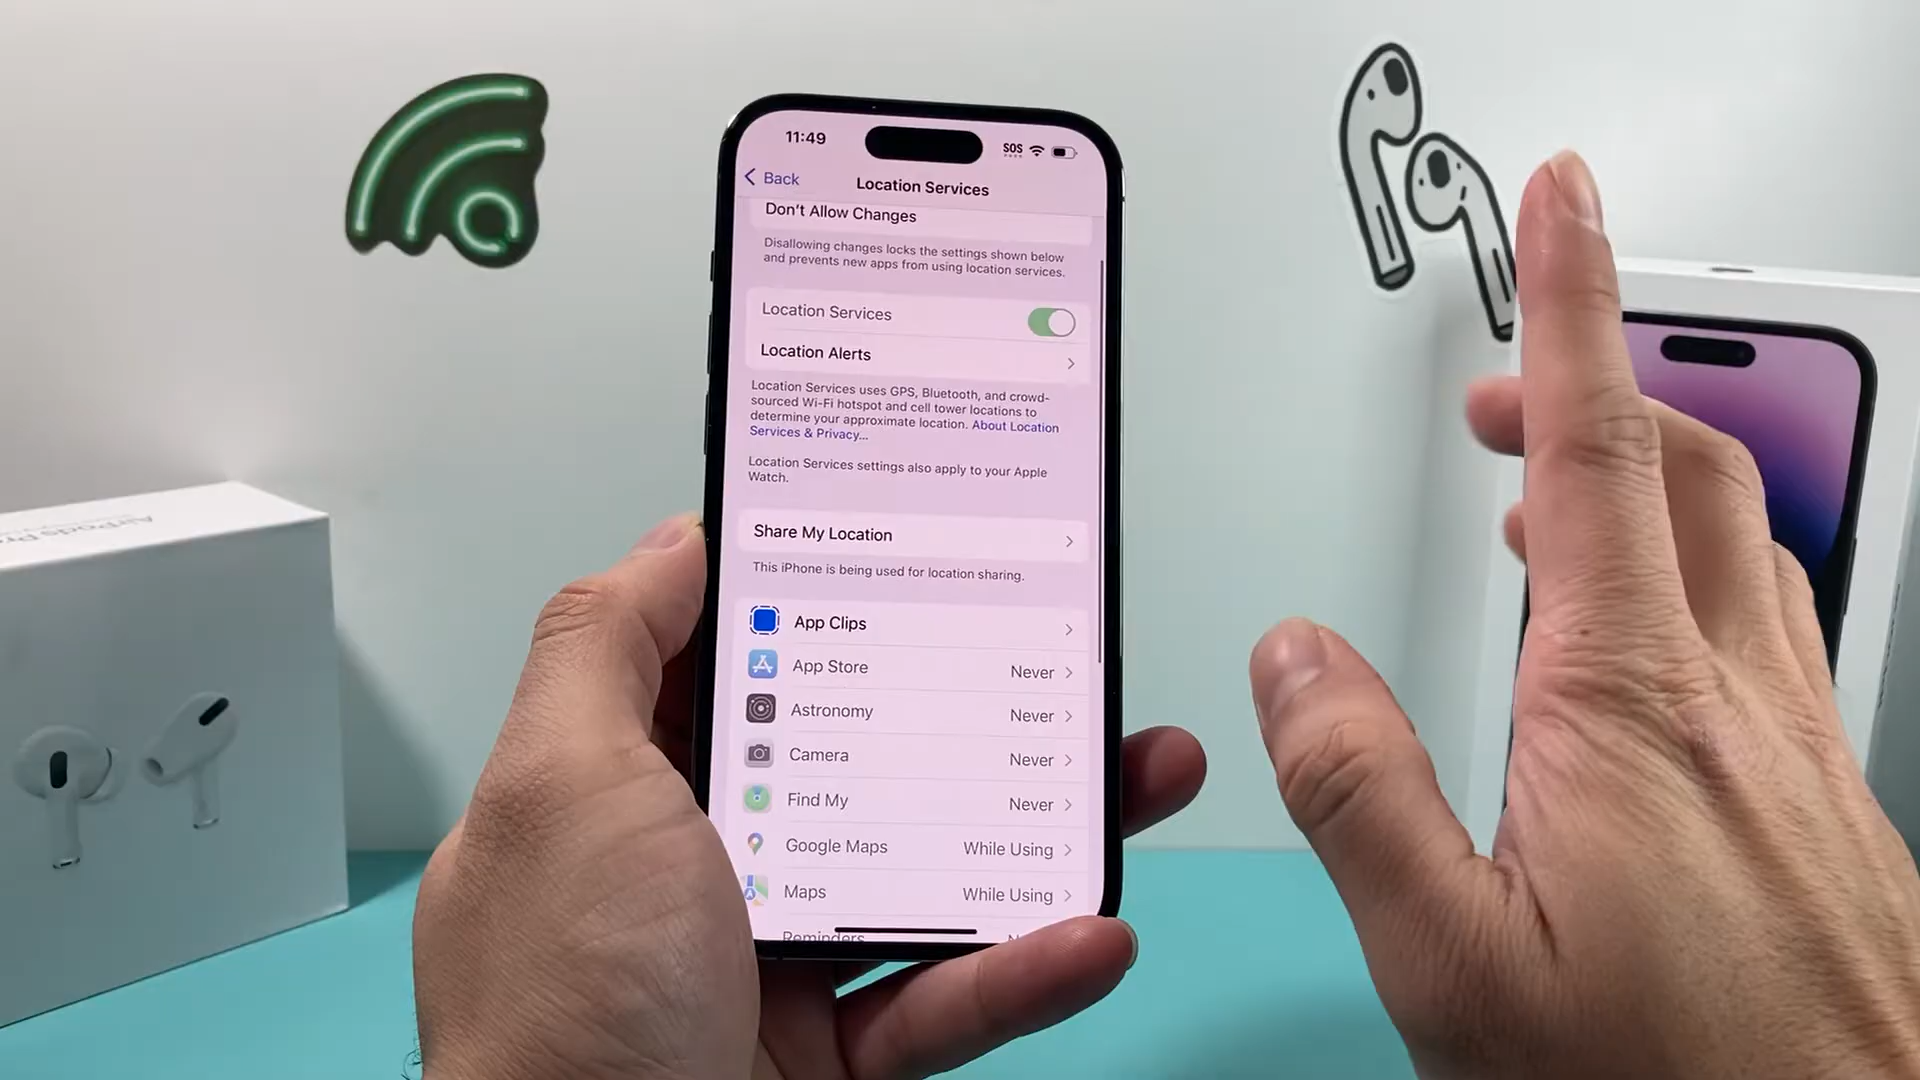 11:49
SOS
Back
Location Services
Don't Allow Changes
Disallowing changes locks the settings shown below
and prevents new apps from using location services.
Location Services
Location Alerts
Location Services uses GPS, Bluetooth, and crowd-
sourced Wi-Fi hotspot and cell tower locations to
determine your approximate location. About Location
Services & Privacy...
Location Services settings also apply to your Apple
Watch.
Share My Location
This iPhone is being used for location sharing.
App Clips
App Store Never
Astronomy Never
Camera Never
Find My Never
Google Maps While Using
Maps While Using
Reminders
AirPods Pro